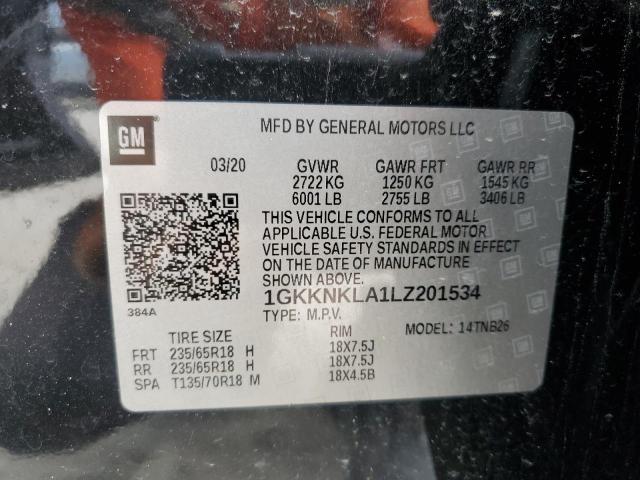 GM
MFD BY GENERAL MOTORS LLC
03/20 GVWR GAWR FRT GAWR RR
2722 KG 1250 KG 1545 KG
6001 LB 2755 LB 3406 LB
THIS VEHICLE CONFORMS TO ALL
APPLICABLE U.S. FEDERAL MOTOR
VEHICLE SAFETY STANDARDS IN EFFECT
ON THE DATE OF MANUFACTURE
SHOWN ABOVE.
1GKKNKLA1LZ201534
384A
TYPE: M.P.V. MODEL: 14TNB26
TIRE SIZE RIM
FRT 235/65R18 H 18X7.5J
RR 235/65R18 H 18X7.5J
SPA T135/70R18 M 18X4.5B